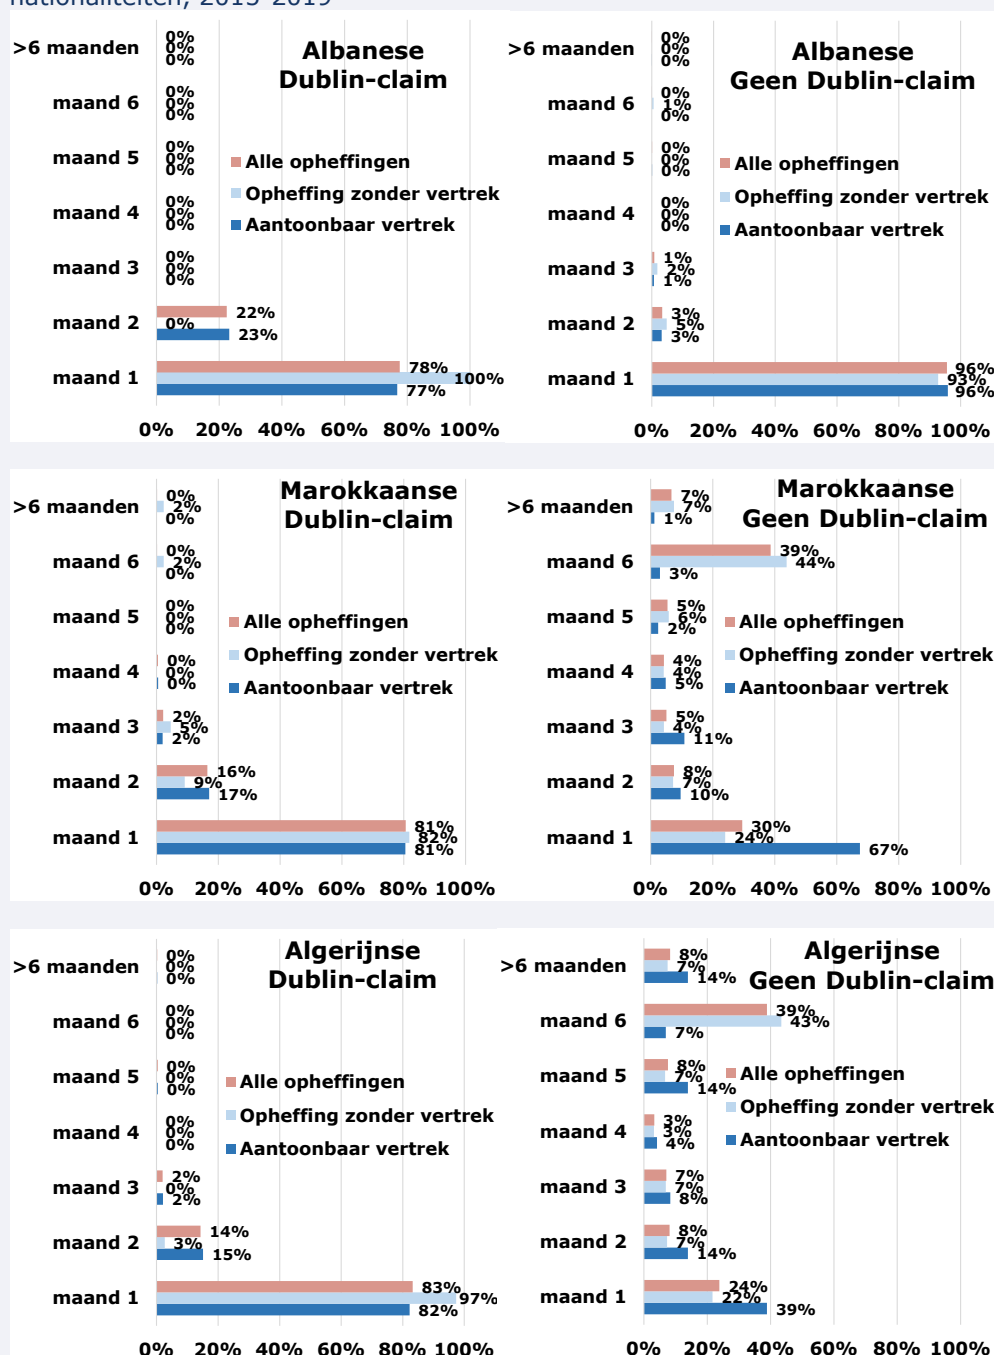 nationaliteiten, 2015-2019
Albanese
Dublin-claim
>6 maanden
0%
0%
0%
maand 6
0%
0%
0%
maand 5
0%
0%
0%
maand 4
0%
0%
0%
maand 3
0%
0%
0%
maand 2
22%
0%
23%
maand 1
78%
100%
77%
Alle opheffingen
Opheffing zonder vertrek
Aantoonbaar vertrek
0% 20% 40% 60% 80% 100%
Albanese
Geen Dublin-claim
>6 maanden
0%
0%
0%
maand 6
0%
1%
0%
maand 5
0%
0%
0%
maand 4
0%
0%
0%
maand 3
1%
2%
1%
maand 2
3%
5%
3%
maand 1
96%
93%
96%
Alle opheffingen
Opheffing zonder vertrek
Aantoonbaar vertrek
0% 20% 40% 60% 80% 100%
Marokkaanse
Dublin-claim
>6 maanden
0%
2%
0%
maand 6
0%
2%
0%
maand 5
0%
0%
0%
maand 4
0%
0%
0%
maand 3
2%
5%
2%
maand 2
16%
9%
17%
maand 1
81%
82%
81%
Alle opheffingen
Opheffing zonder vertrek
Aantoonbaar vertrek
0% 20% 40% 60% 80% 100%
Marokkaanse
Geen Dublin-claim
>6 maanden
7%
7%
1%
maand 6
39%
44%
3%
maand 5
5%
6%
2%
maand 4
4%
4%
5%
maand 3
5%
4%
11%
maand 2
8%
7%
10%
maand 1
30%
24%
67%
Alle opheffingen
Opheffing zonder vertrek
Aantoonbaar vertrek
0% 20% 40% 60% 80% 100%
Algerijnse
Dublin-claim
>6 maanden
0%
0%
0%
maand 6
0%
0%
0%
maand 5
0%
0%
0%
maand 4
0%
0%
0%
maand 3
2%
0%
2%
maand 2
14%
3%
15%
maand 1
83%
97%
82%
Alle opheffingen
Opheffing zonder vertrek
Aantoonbaar vertrek
0% 20% 40% 60% 80% 100%
Algerijnse
Geen Dublin-claim
>6 maanden
8%
7%
14%
maand 6
39%
43%
7%
maand 5
8%
7%
14%
maand 4
3%
3%
4%
maand 3
7%
7%
8%
maand 2
8%
7%
14%
maand 1
24%
22%
39%
Alle opheffingen
Opheffing zonder vertrek
Aantoonbaar vertrek
0% 20% 40% 60% 80% 100%